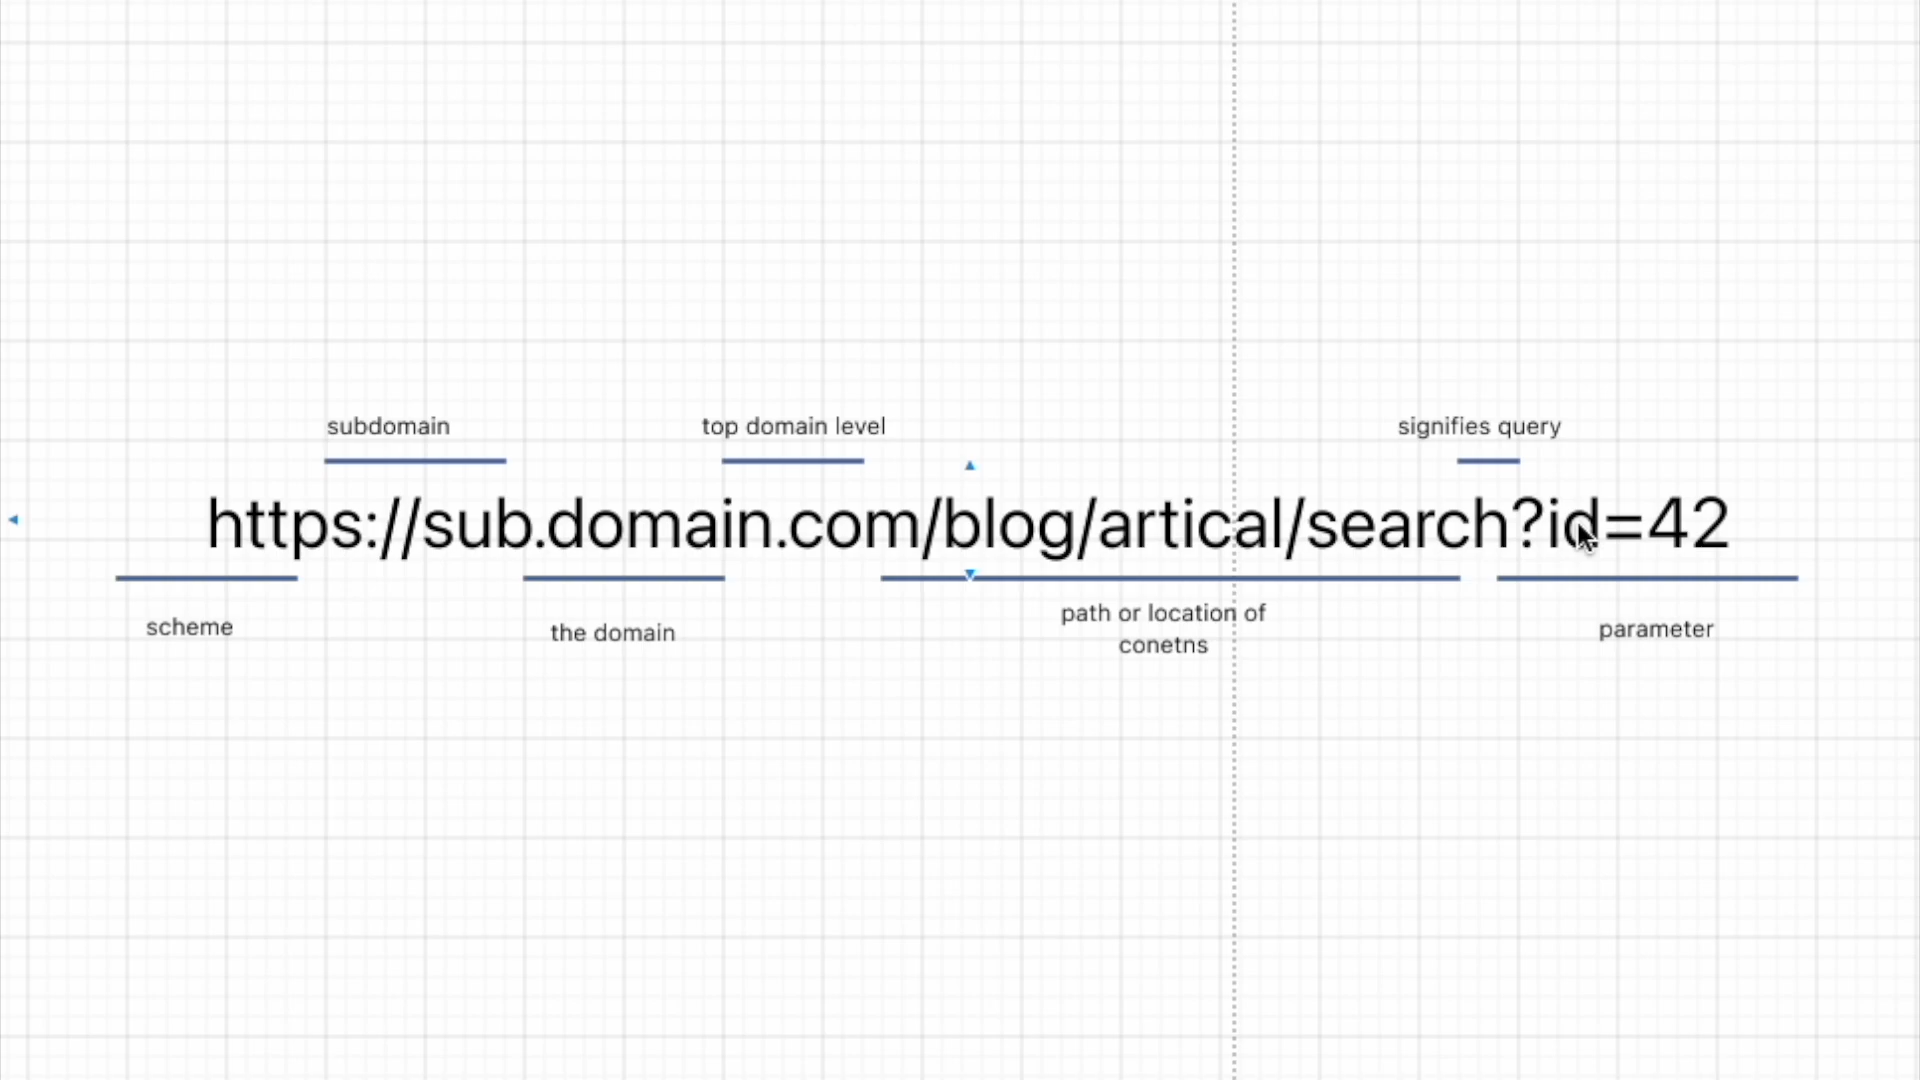 subdomain
top domain level
signifies query
https://sub.domain.com/blog/artical/search?id=42
scheme
the domain
path or location of
conetns
parameter